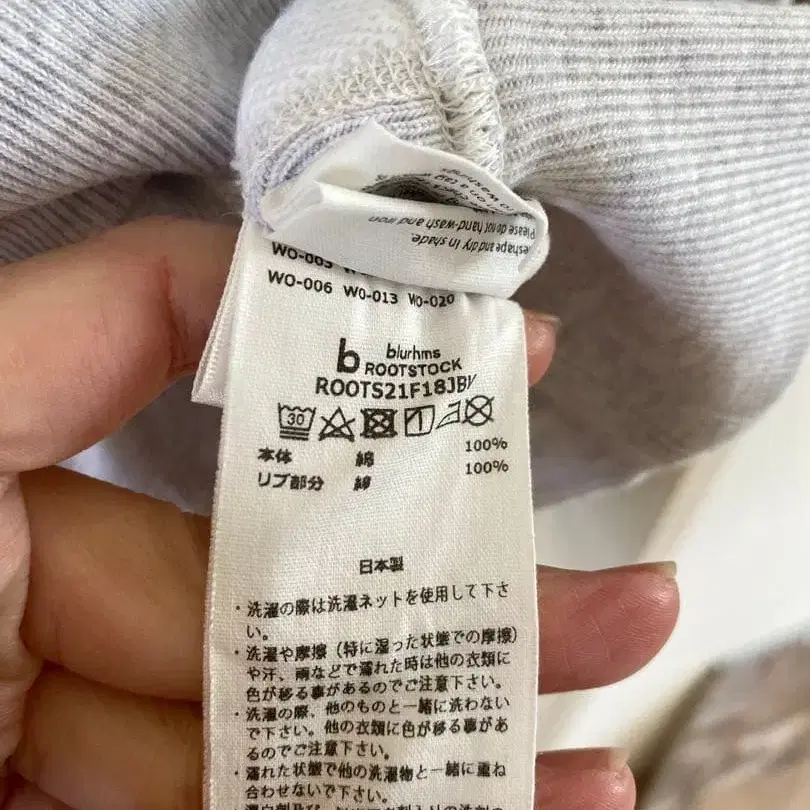 to a
Please do not hand-wash and iron
eshape and dry in shade.
WO-003
WO-006 WO-013 WO-020
b blurhms
ROOTSTOCK
ROOTS21F18JBV
30
本体 綿 100%
リブ部分 綿 100%
日本製
・洗濯の際は洗濯ネットを使用して下さ
い。
・洗濯や摩擦(特に湿った状態での摩擦)
や汗、雨などで濡れた時は他の衣類に
色が移る事があるのでご注意下さい。
・洗濯の際、他のものと一緒に洗わない
で下さい。他の衣類に色が移る事があ
るのでご注意下さい。
・濡れた状態で他の洗濯物と一緒に重ね
合わせないで下さい。